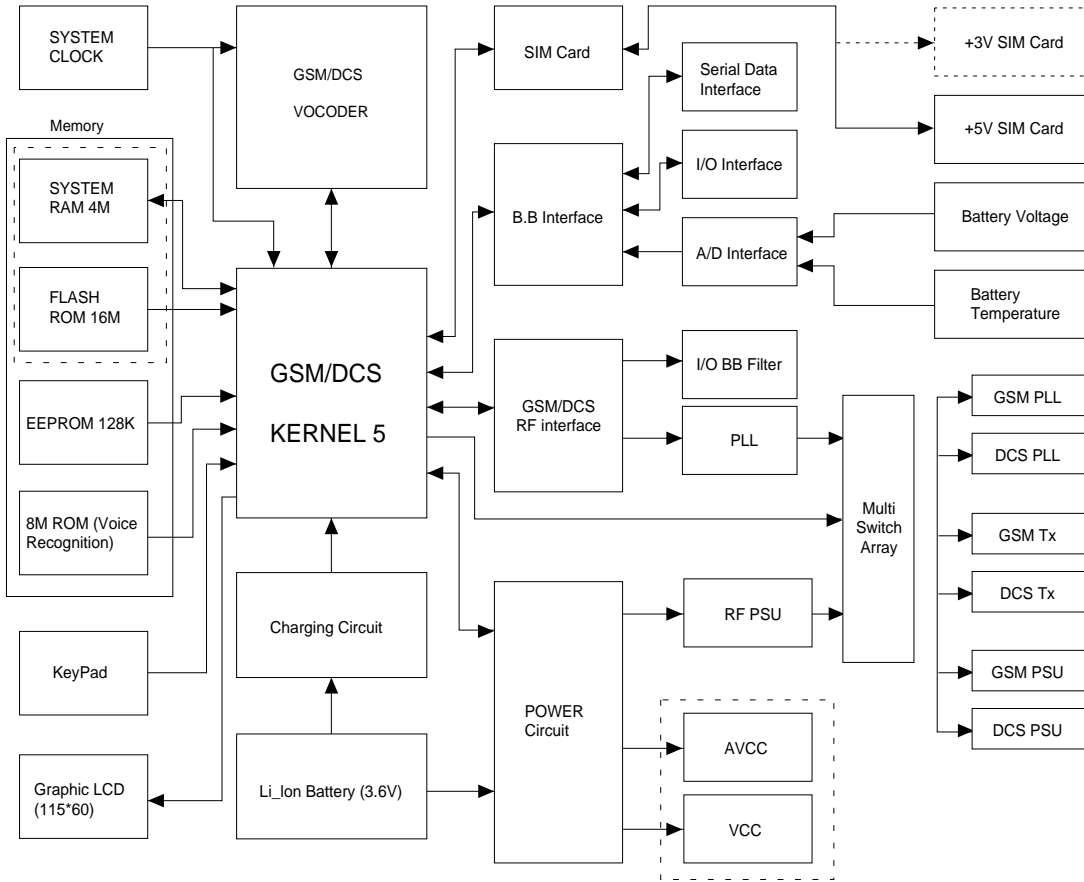 SYSTEM
CLOCK
GSM/DCS
VOCODER
SIM Card
Serial Data
Interface
+3V SIM Card
+5V SIM Card
Memory
SYSTEM
RAM 4M
FLASH
ROM 16M
EEPROM 128K
8M ROM (Voice
Recognition)
KeyPad
Graphic LCD
(115*60)
GSM/DCS
KERNEL 5
Charging Circuit
Li_Ion Battery (3.6V)
B.B Interface
I/O Interface
A/D Interface
Battery Voltage
Battery
Temperature
GSM/DCS
RF interface
I/O BB Filter
PLL
Multi
Switch
Array
POWER
Circuit
RF PSU
AVCC
VCC
GSM PLL
DCS PLL
GSM Tx
DCS Tx
GSM PSU
DCS PSU